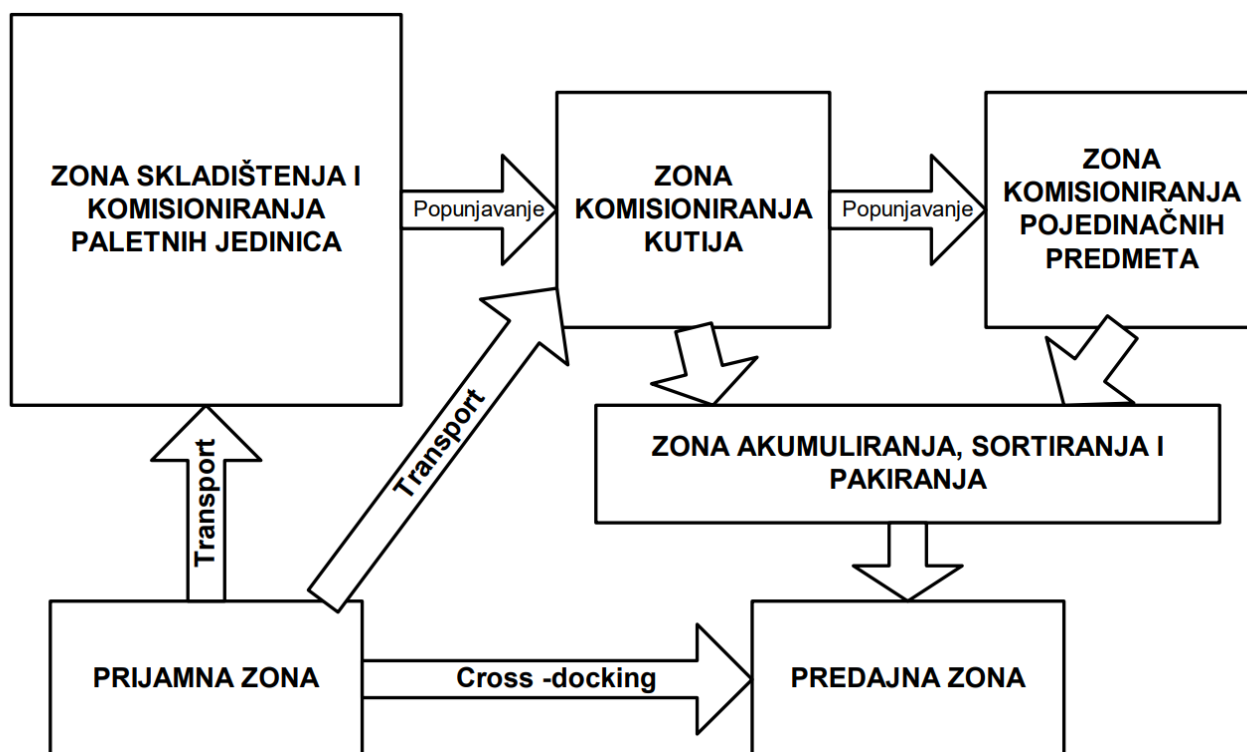 ZONA SKLADIŠTENJA I
KOMISIONIRANJA
PALETNIH JEDINICA
Popunjavanje
ZONA
KOMISIONIRANJA
KUTIJA
Popunjavanje
ZONA
KOMISIONIRANJA
POJEDINAČNIH
PREDMETA
Transport
Transport
ZONA AKUMULIRANJA, SORTIRANJA I
PAKIRANJA
PRIJAMNA ZONA
Cross -docking
PREDAJNA ZONA